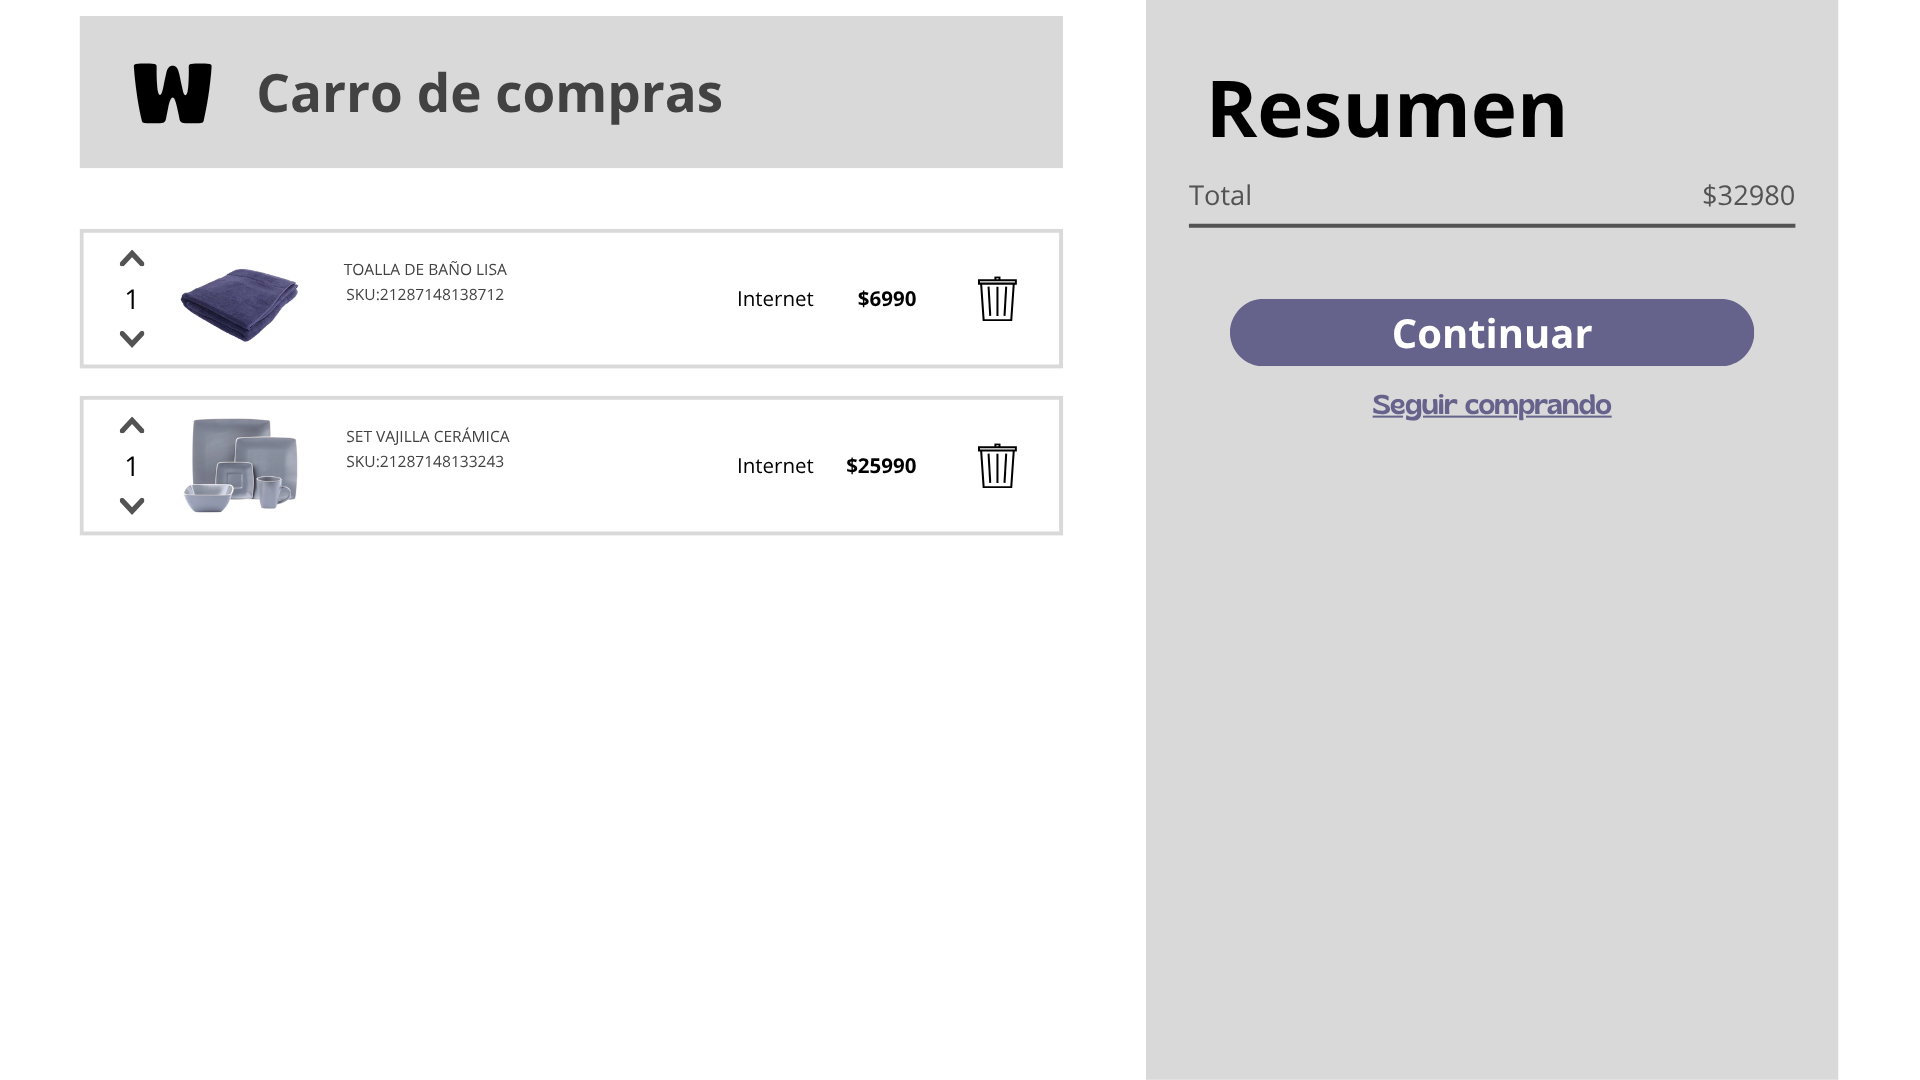 W Carro de compras
1
TOALLA DE BAÑO LISA
SKU:21287148138712
Internet $6990
1
SET VAJILLA CERÁMICA
SKU:21287148133243
Internet $25990
Resumen
Total $32980
Continuar
Seguir comprando